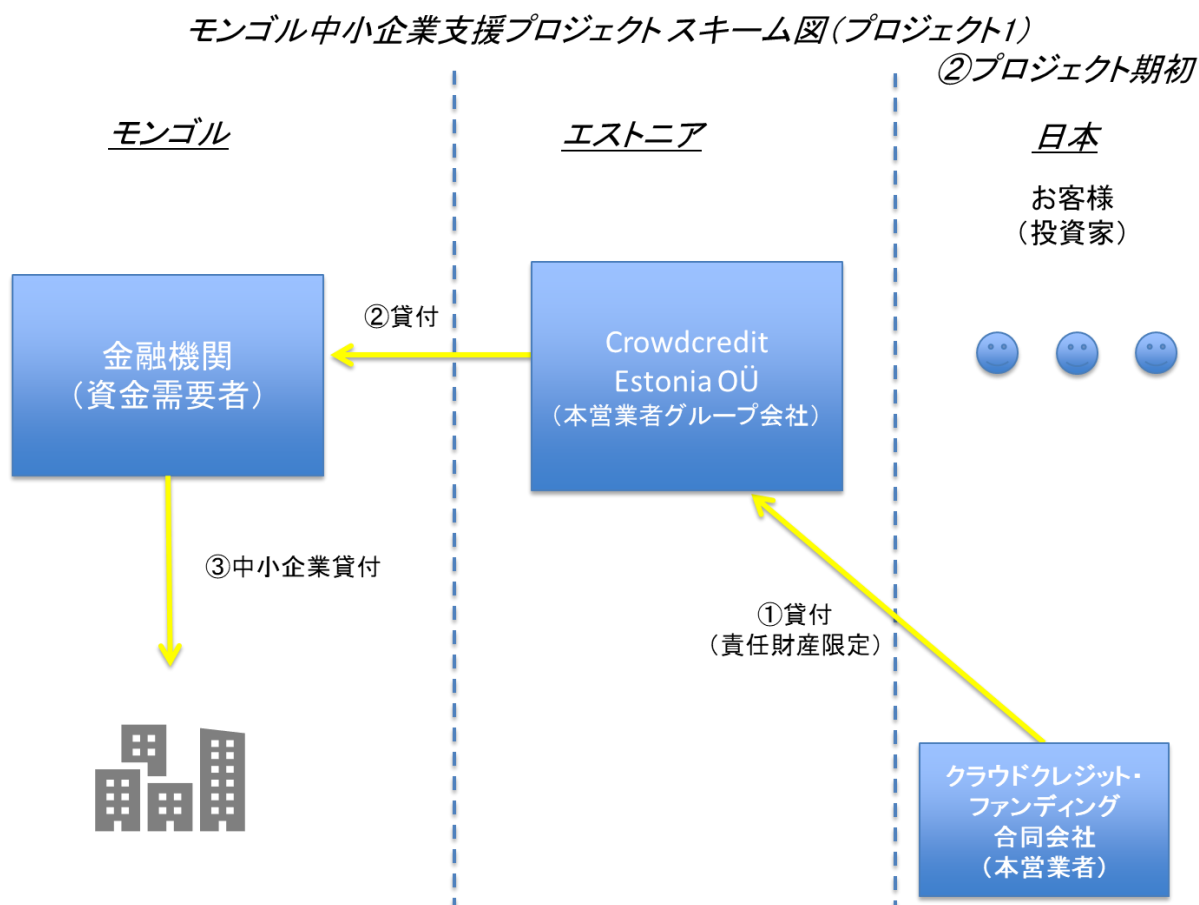 モンゴル中小企業支援プロジェクト スキーム図(プロジェクト1)
②プロジェクト期初
モンゴル
エストニア
日本
お客様
（投資家）
②貸付
金融機関
（資金需要者）
Crowdcredit
Estonia OÜ
（本営業者グループ会社）
③中小企業貸付
①貸付
（責任財産限定）
クラウドクレジット・
ファンディング
合同会社
（本営業者）